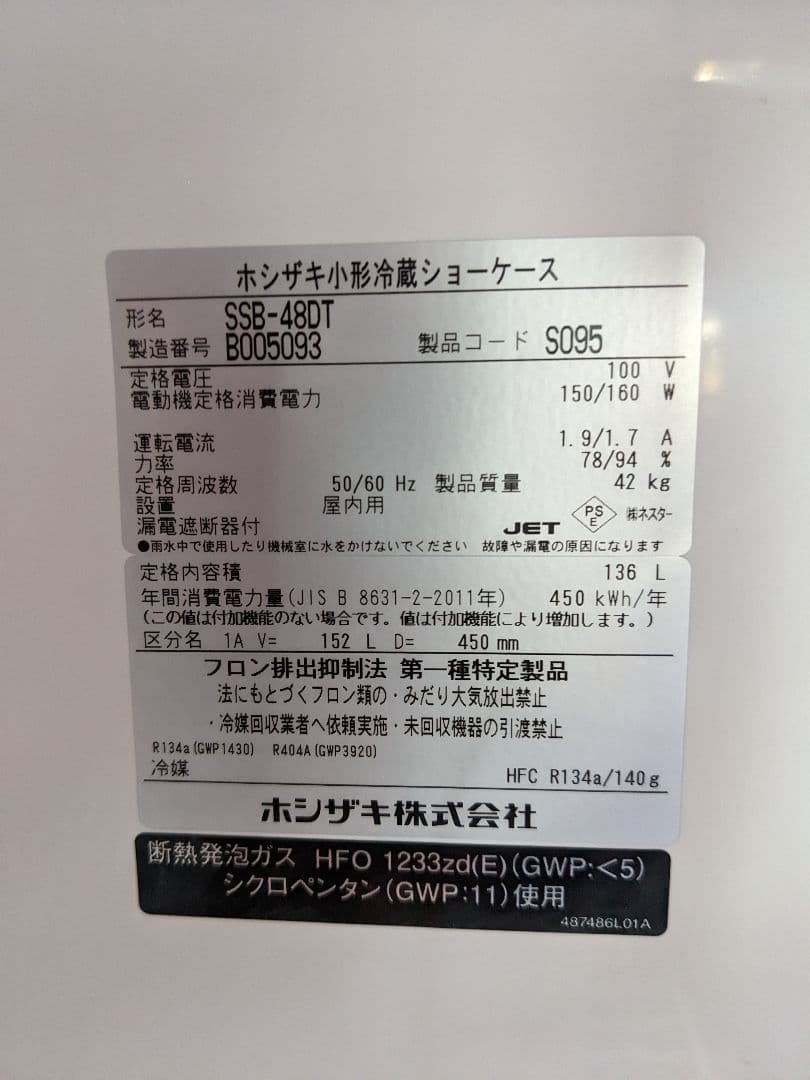 ホシザキ小形冷蔵ショーケース
形名 SSB-48DT
製造番号 B005093 製品コード S095
定格電圧 100 V
電動機定格消費電力 150/160 W
運転電流 1.9/1.7 A
力率 78/94 %
定格周波数 50/60 Hz 製品質量 42 kg
設置 屋内用
漏電遮断器付 JET PS E ㈱ネスター
●雨水中で使用したり機械室に水をかけないでください 故障や漏電の原因になります
定格内容積 136 L
年間消費電力量(JIS B 8631-2-2011年) 450 kWh/年
(この値は付加機能のない場合です。値は付加機能により増加します。)
区分名 1A V= 152 L D= 450 mm
フロン排出抑制法 第一種特定製品
法にもとづくフロン類の・みだり大気放出禁止
・冷媒回収業者へ依頼実施・未回収機器の引渡禁止
R134a(GWP1430) R404A(GWP3920)
冷媒 HFC R134a/140g
ホシザキ株式会社
断熱発泡ガス HFO 1233zd(E)(GWP:<5)
シクロペンタン(GWP:11)使用
487486L01A